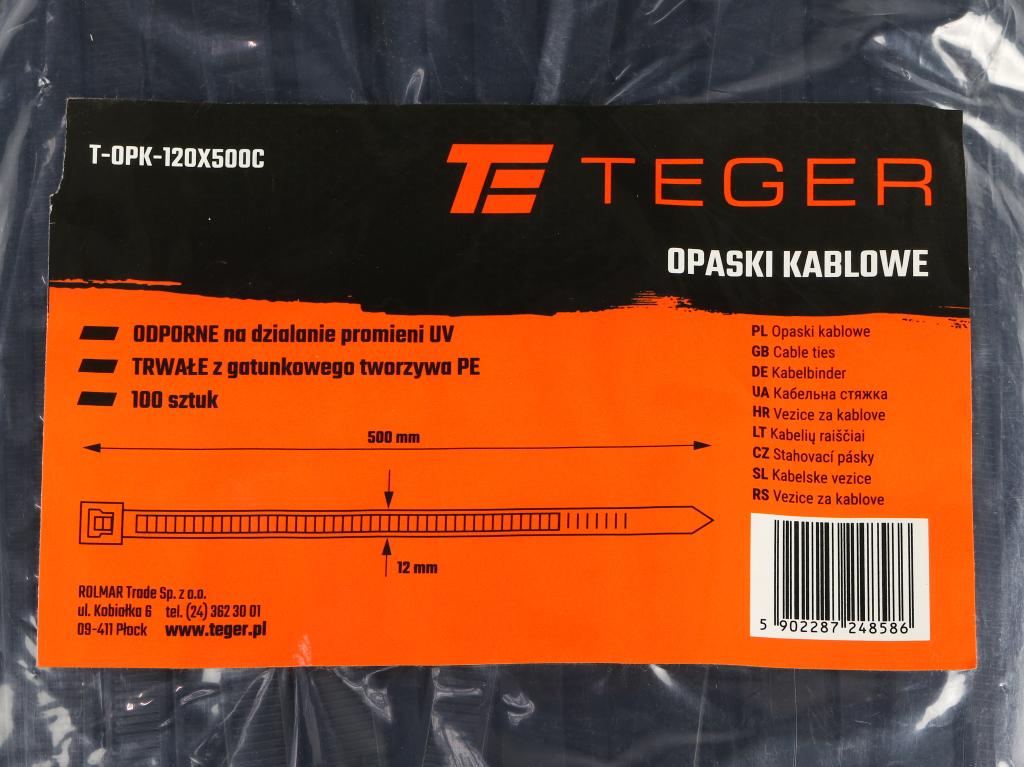 T-OPK-120X500C
TEGER
OPASKI KABLOWE
ODPORNE na dzialanie promieni UV
TRWAŁE z gatunkowego tworzywa PE
100 sztuk
500 mm
12 mm
PL Opaski kablowe
GB Cable ties
DE Kabelbinder
UA Кабельна стяжка
HR Vezice za kablove
LT Kabelių raiščiai
CZ Stahovací pásky
SL Kabelske vezice
RS Vezice za kablove
ROLMAR Trade Sp. z o.o.
ul. Kobiałka 6 tel. (24) 362 30 01
09-411 Płock www.teger.pl
5 902287 248586